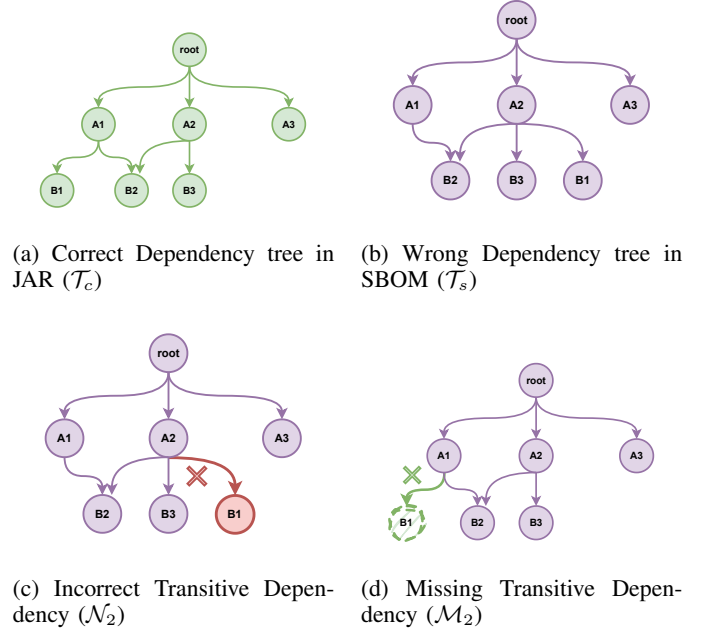 root
A1
A2
A3
B1
B2
B3
(a) Correct Dependency tree in
JAR (𝒯c)
root
A1
A2
A3
B2
B3
B1
(b) Wrong Dependency tree in
SBOM (𝒯s)
root
A1
A2
A3
B2
B3
B1
(c) Incorrect Transitive Depen-
dency (𝒩2)
root
A1
A2
A3
B1
B2
B3
(d) Missing Transitive Depen-
dency (ℳ2)